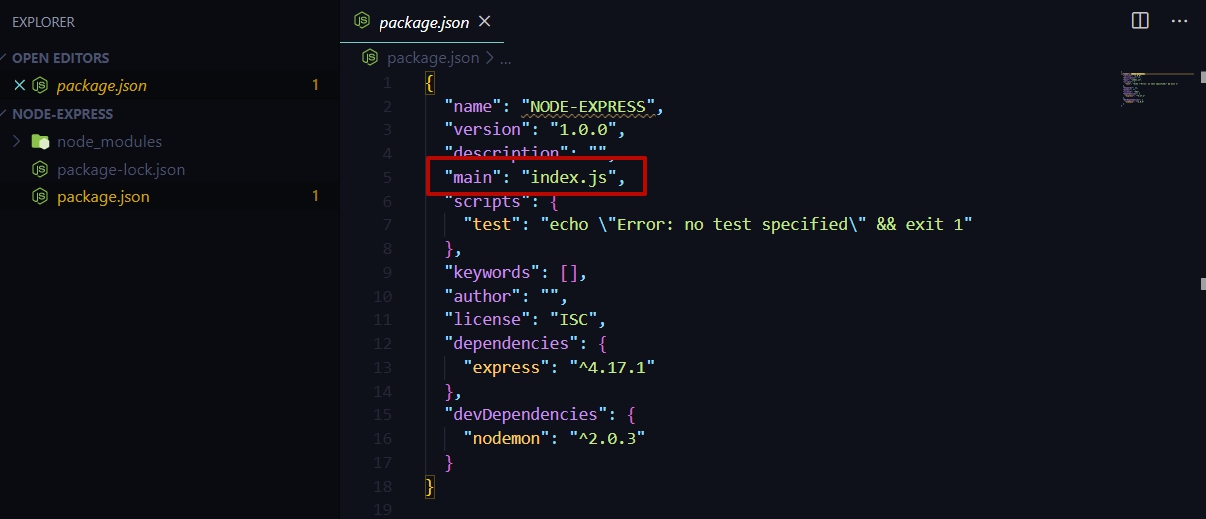 EXPLORER
OPEN EDITORS
package.json 1
NODE-EXPRESS
node_modules
package-lock.json
package.json 1
package.json
package.json > ...
1 {
2 "name": "NODE-EXPRESS",
3 "version": "1.0.0",
4 "description": "",
5 "main": "index.js",
6 "scripts": {
7 "test": "echo \"Error: no test specified\" && exit 1"
8 },
9 "keywords": [],
10 "author": "",
11 "license": "ISC",
12 "dependencies": {
13 "express": "^4.17.1"
14 },
15 "devDependencies": {
16 "nodemon": "^2.0.3"
17 }
18 }
19